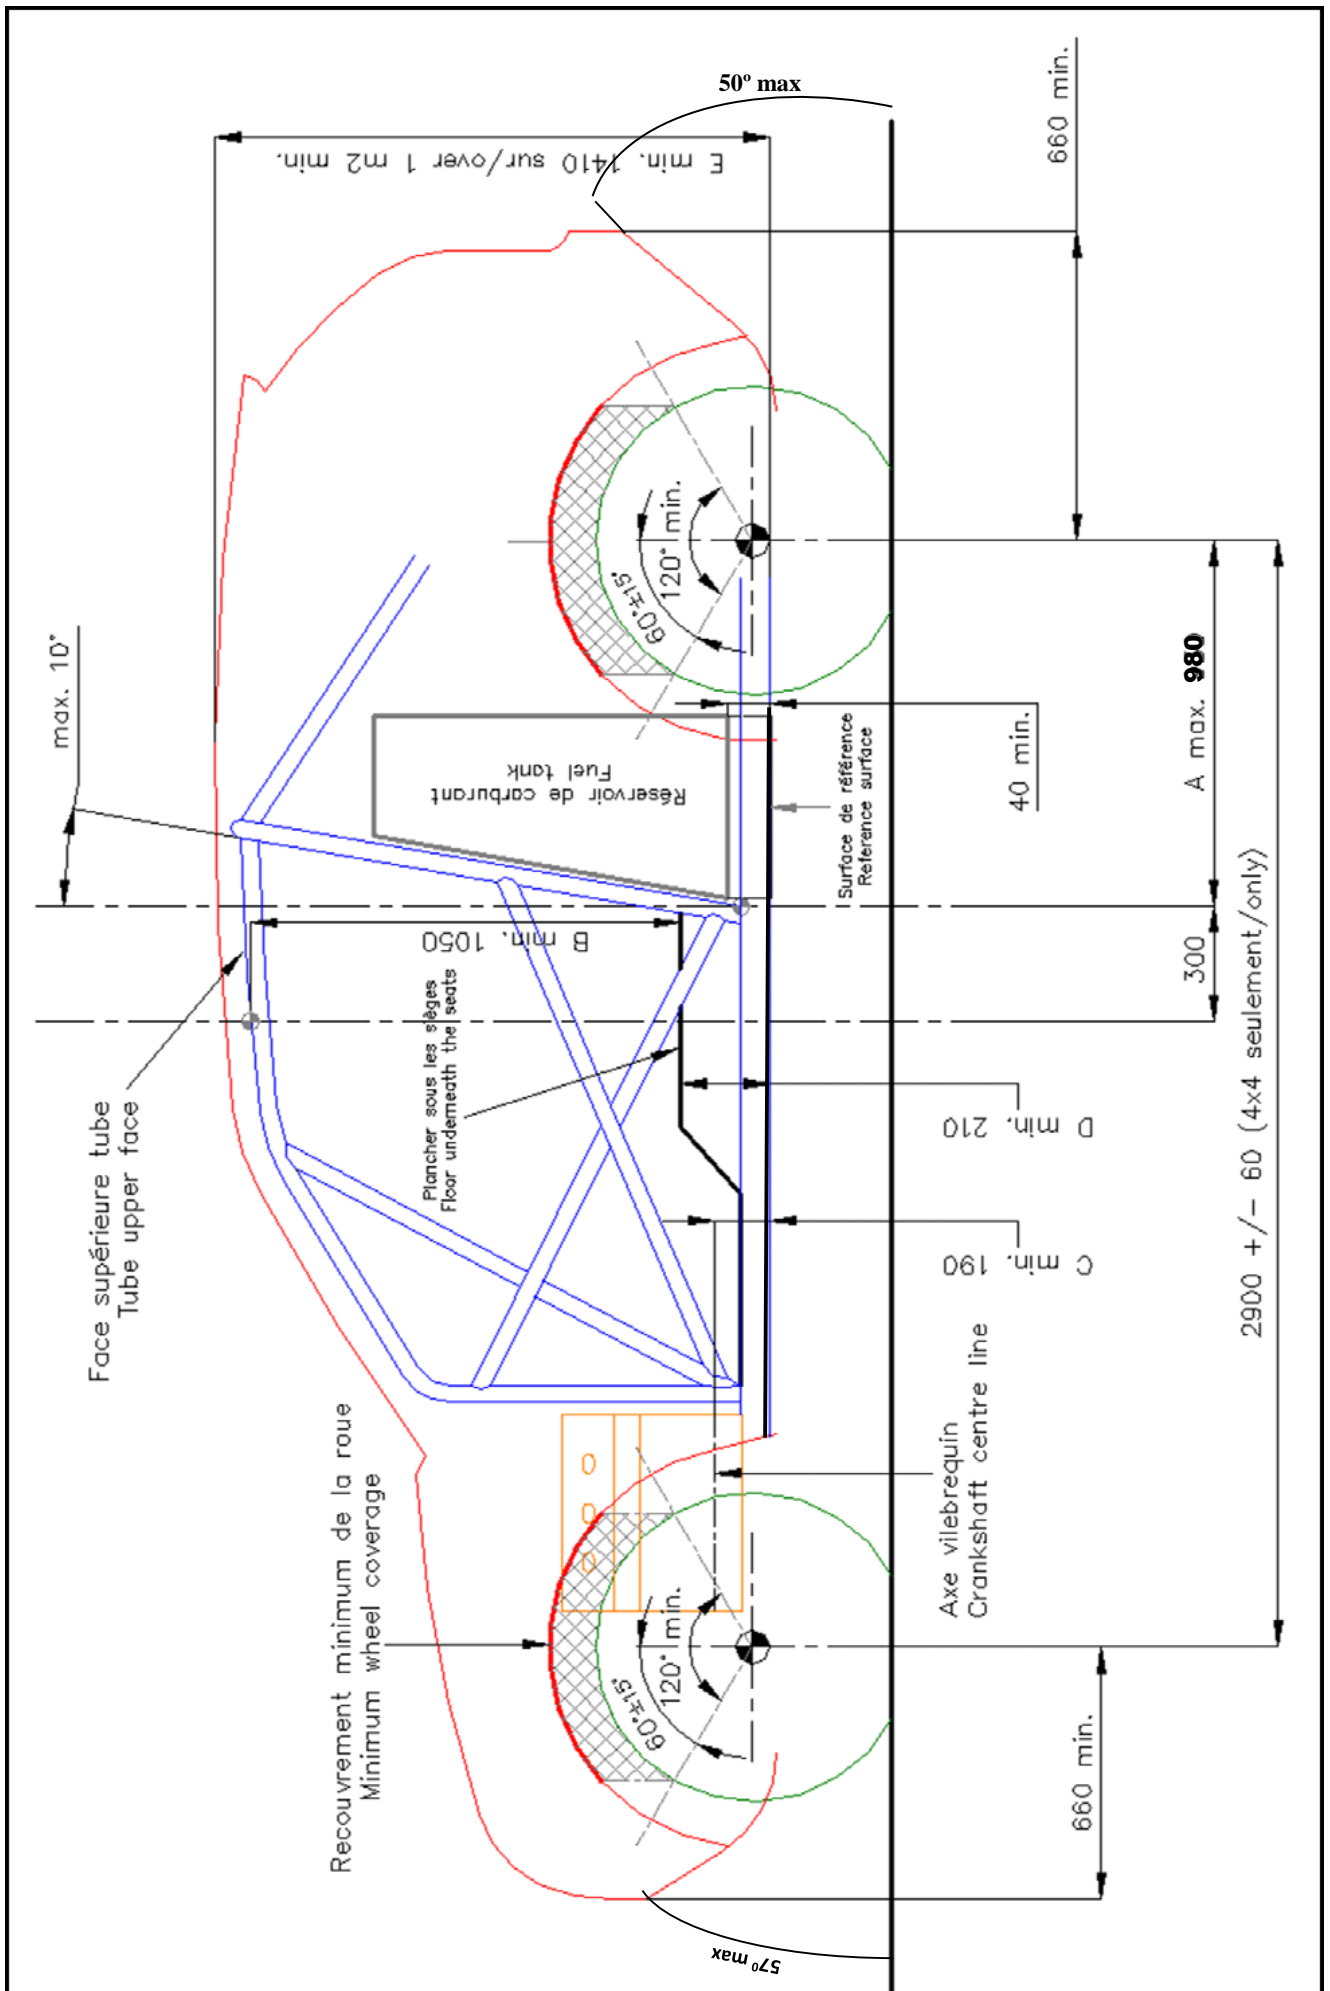 50º max
660 min.
E min. 1410 sur/over 1 m2 min.
max. 10°
120° min.
60°±15°
Réservoir de carburant
Fuel tank
Surface de référence
Reference surface
40 min.
A max. 980
B min. 1050
300
2900 +/- 60 (4x4 seulement/only)
Face supérieure tube
Tube upper face
Plancher sous les sièges
Floor underneath the seats
D min. 210
C min. 190
Recouvrement minimum de la roue
Minimum wheel coverage
Axe vilebrequin
Crankshaft centre line
120° min.
60°±15°
660 min.
57º max